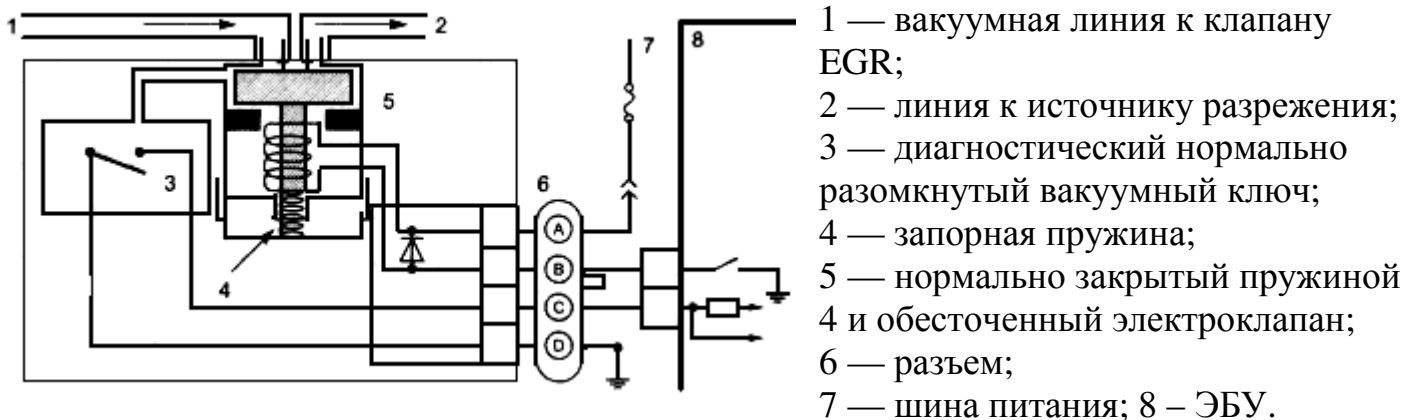 1
2
7
8
5
3
6
4
A
B
C
D
1 — вакуумная линия к клапану
EGR;
2 — линия к источнику разрежения;
3 — диагностический нормально
разомкнутый вакуумный ключ;
4 — запорная пружина;
5 — нормально закрытый пружиной
4 и обесточенный электроклапан;
6 — разъем;
7 — шина питания; 8 – ЭБУ.